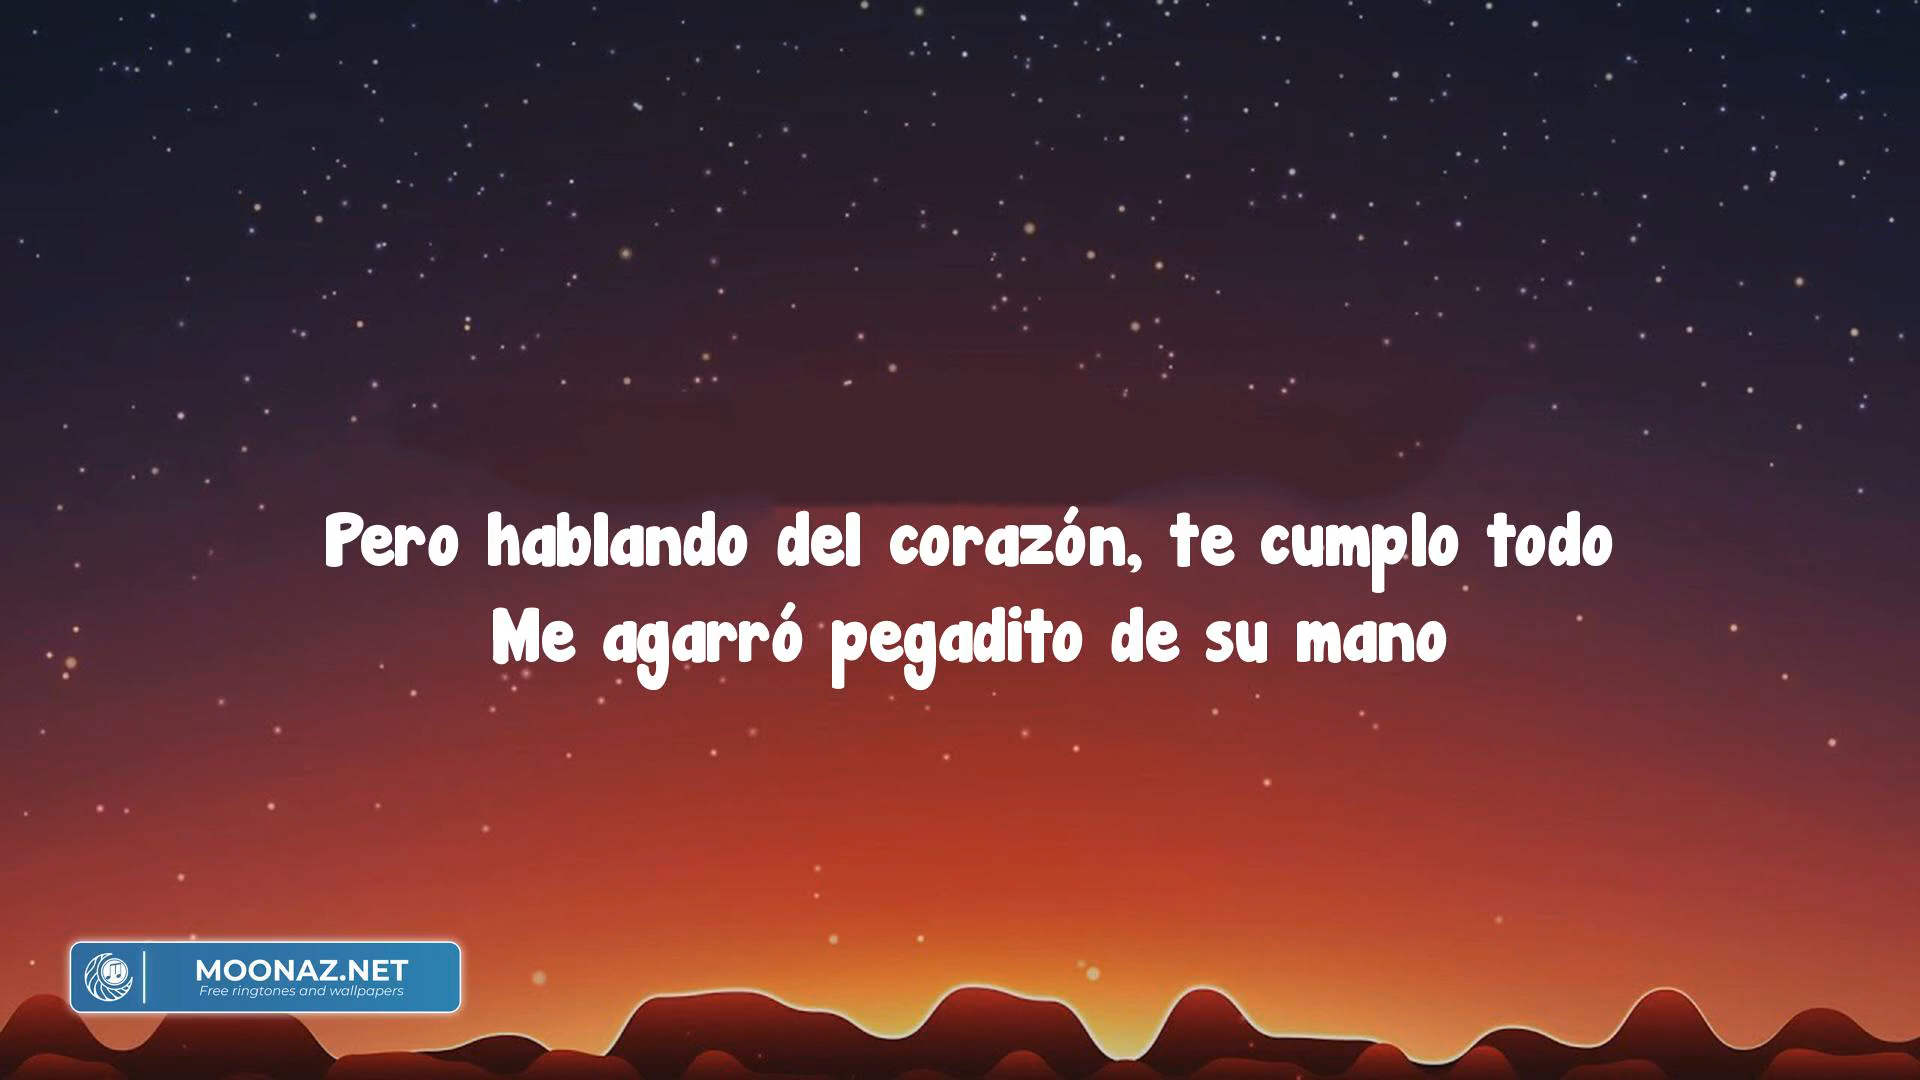 Pero hablando del corazón, te cumplo todo
Me agarró pegadito de su mano
MOONAZ.NET
Free ringtones and wallpapers